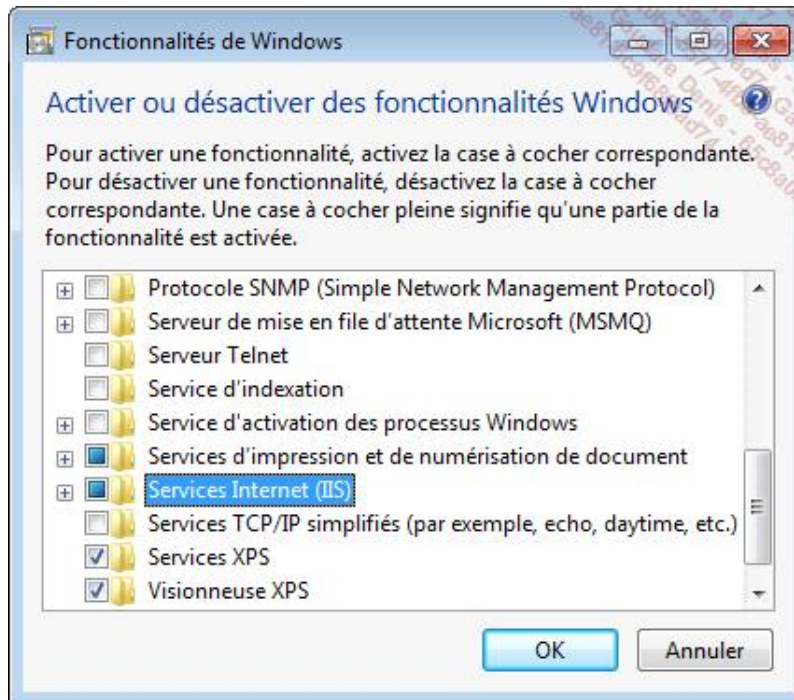 Fonctionnalités de Windows
Activer ou désactiver des fonctionnalités Windows
Pour activer une fonctionnalité, activez la case à cocher correspondante.
Pour désactiver une fonctionnalité, désactivez la case à cocher
correspondante. Une case à cocher pleine signifie qu'une partie de la
fonctionnalité est activée.
Protocole SNMP (Simple Network Management Protocol)
Serveur de mise en file d'attente Microsoft (MSMQ)
Serveur Telnet
Service d'indexation
Service d'activation des processus Windows
Services d'impression et de numérisation de document
Services Internet (IIS)
Services TCP/IP simplifiés (par exemple, echo, daytime, etc.)
Services XPS
Visionneuse XPS
OK
Annuler